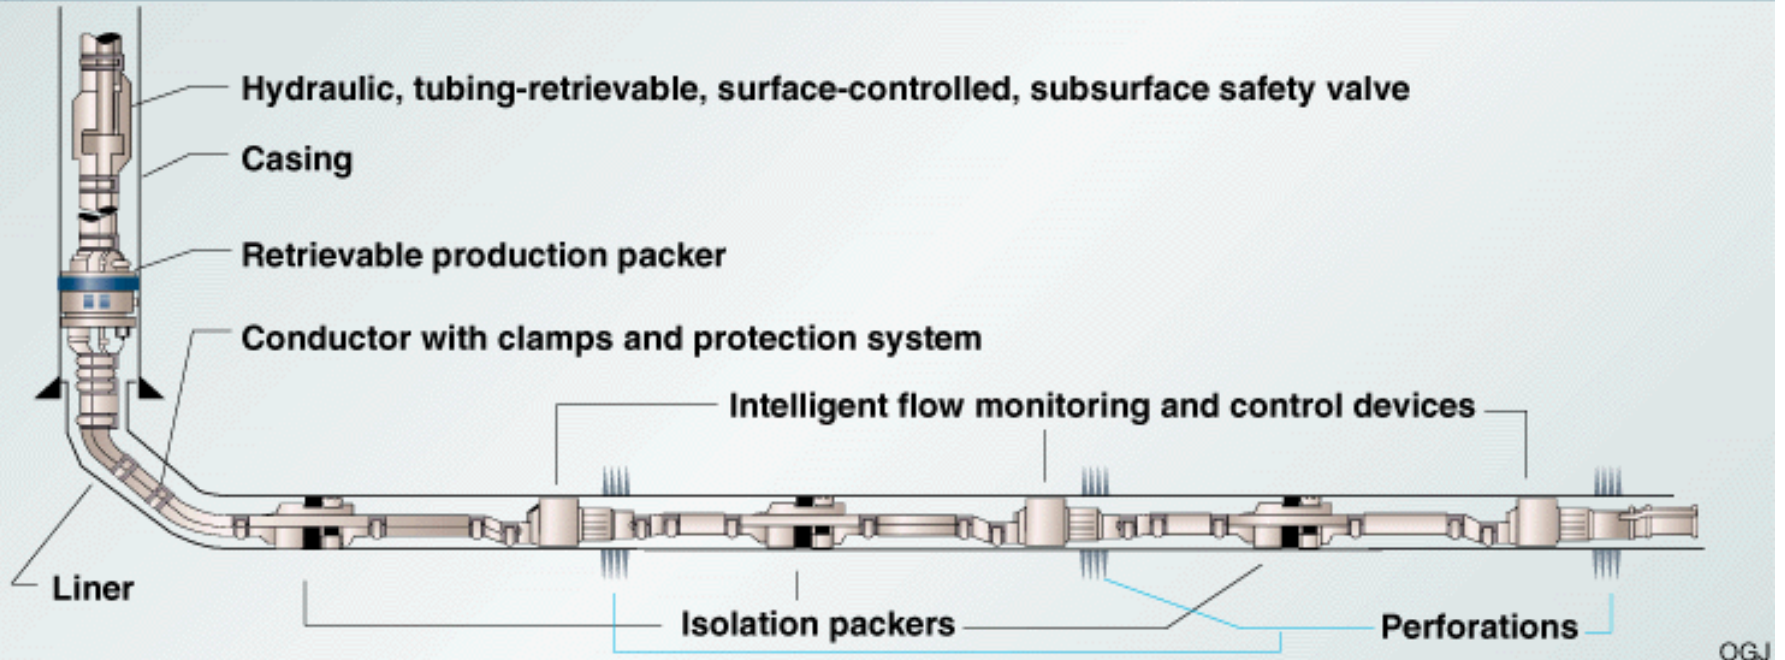 Hydraulic, tubing-retrievable, surface-controlled, subsurface safety valve
Casing
Retrievable production packer
Conductor with clamps and protection system
Intelligent flow monitoring and control devices
Liner
Isolation packers
Perforations
OGJ